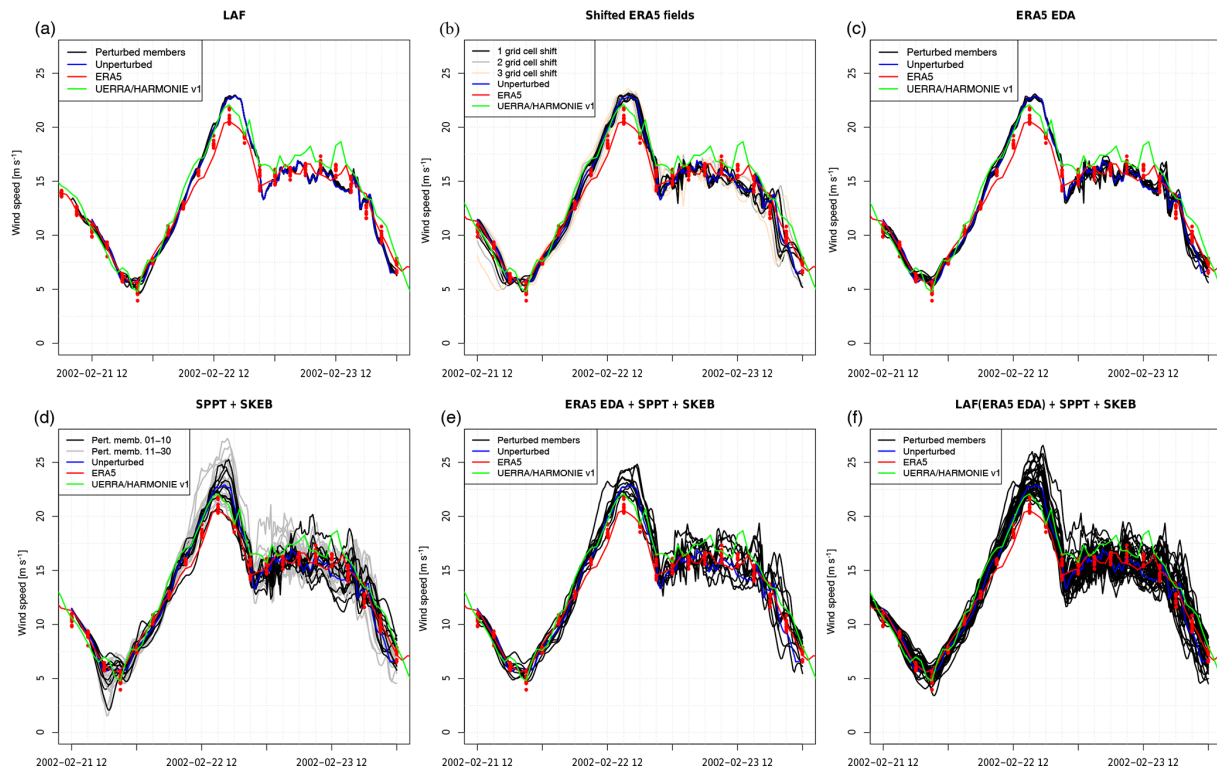 (a)
LAF
Perturbed members
Unperturbed
ERA5
UERRA/HARMONIE v1
Wind speed [m s⁻¹]
25
20
15
10
5
0
2002−02−21 12
2002−02−22 12
2002−02−23 12
(b)
Shifted ERA5 fields
1 grid cell shift
2 grid cell shift
3 grid cell shift
Unperturbed
ERA5
UERRA/HARMONIE v1
Wind speed [m s⁻¹]
25
20
15
10
5
0
2002−02−21 12
2002−02−22 12
2002−02−23 12
(c)
ERA5 EDA
Perturbed members
Unperturbed
ERA5
UERRA/HARMONIE v1
Wind speed [m s⁻¹]
25
20
15
10
5
0
2002−02−21 12
2002−02−22 12
2002−02−23 12
(d)
SPPT + SKEB
Pert. memb. 01−10
Pert. memb. 11−30
Unperturbed
ERA5
UERRA/HARMONIE v1
Wind speed [m s⁻¹]
25
20
15
10
5
0
2002−02−21 12
2002−02−22 12
2002−02−23 12
(e)
ERA5 EDA + SPPT + SKEB
Perturbed members
Unperturbed
ERA5
UERRA/HARMONIE v1
Wind speed [m s⁻¹]
25
20
15
10
5
0
2002−02−21 12
2002−02−22 12
2002−02−23 12
(f)
LAF(ERA5 EDA) + SPPT + SKEB
Perturbed members
Unperturbed
ERA5
UERRA/HARMONIE v1
Wind speed [m s⁻¹]
25
20
15
10
5
0
2002−02−21 12
2002−02−22 12
2002−02−23 12